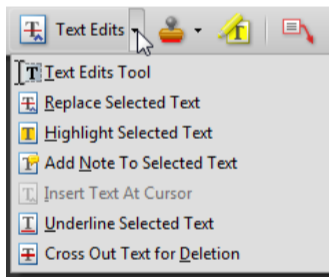 Text Edits
Text Edits Tool
Replace Selected Text
Highlight Selected Text
Add Note To Selected Text
Insert Text At Cursor
Underline Selected Text
Cross Out Text for Deletion